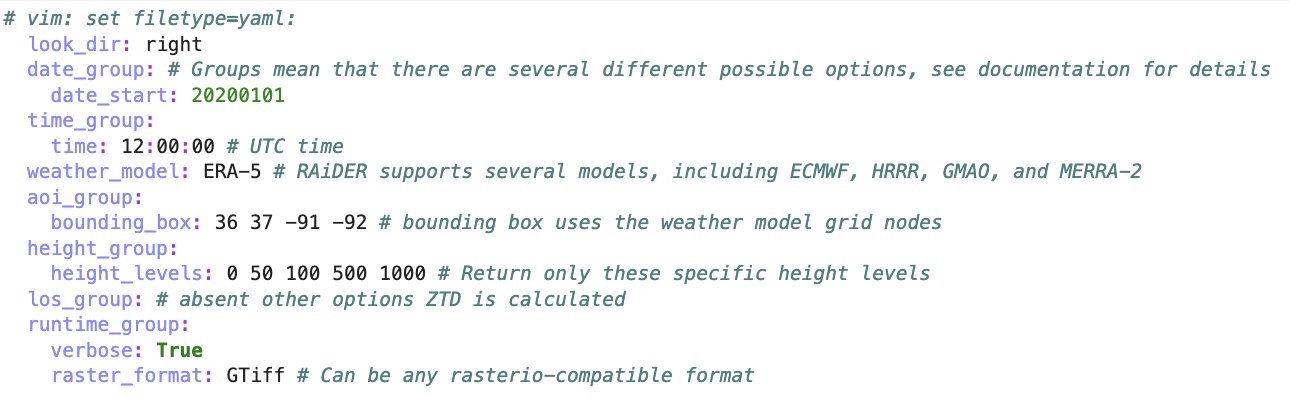 # vim: set filetype=yaml:
  look_dir: right
  date_group: # Groups mean that there are several different possible options, see documentation for details
    date_start: 20200101
  time_group:
    time: 12:00:00 # UTC time
  weather_model: ERA-5 # RAiDER supports several models, including ECMWF, HRRR, GMAO, and MERRA-2
  aoi_group:
    bounding_box: 36 37 -91 -92 # bounding box uses the weather model grid nodes
  height_group:
    height_levels: 0 50 100 500 1000 # Return only these specific height levels
  los_group: # absent other options ZTD is calculated
  runtime_group:
    verbose: True
    raster_format: GTiff # Can be any rasterio-compatible format